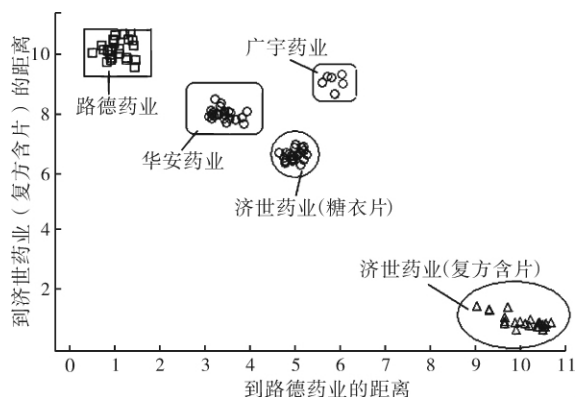 到济世药业（复方含片）的距离
10
8
6
4
2
路德药业
华安药业
广宇药业
济世药业(糖衣片)
济世药业(复方含片)
0 1 2 3 4 5 6 7 8 9 10 11
到路德药业的距离